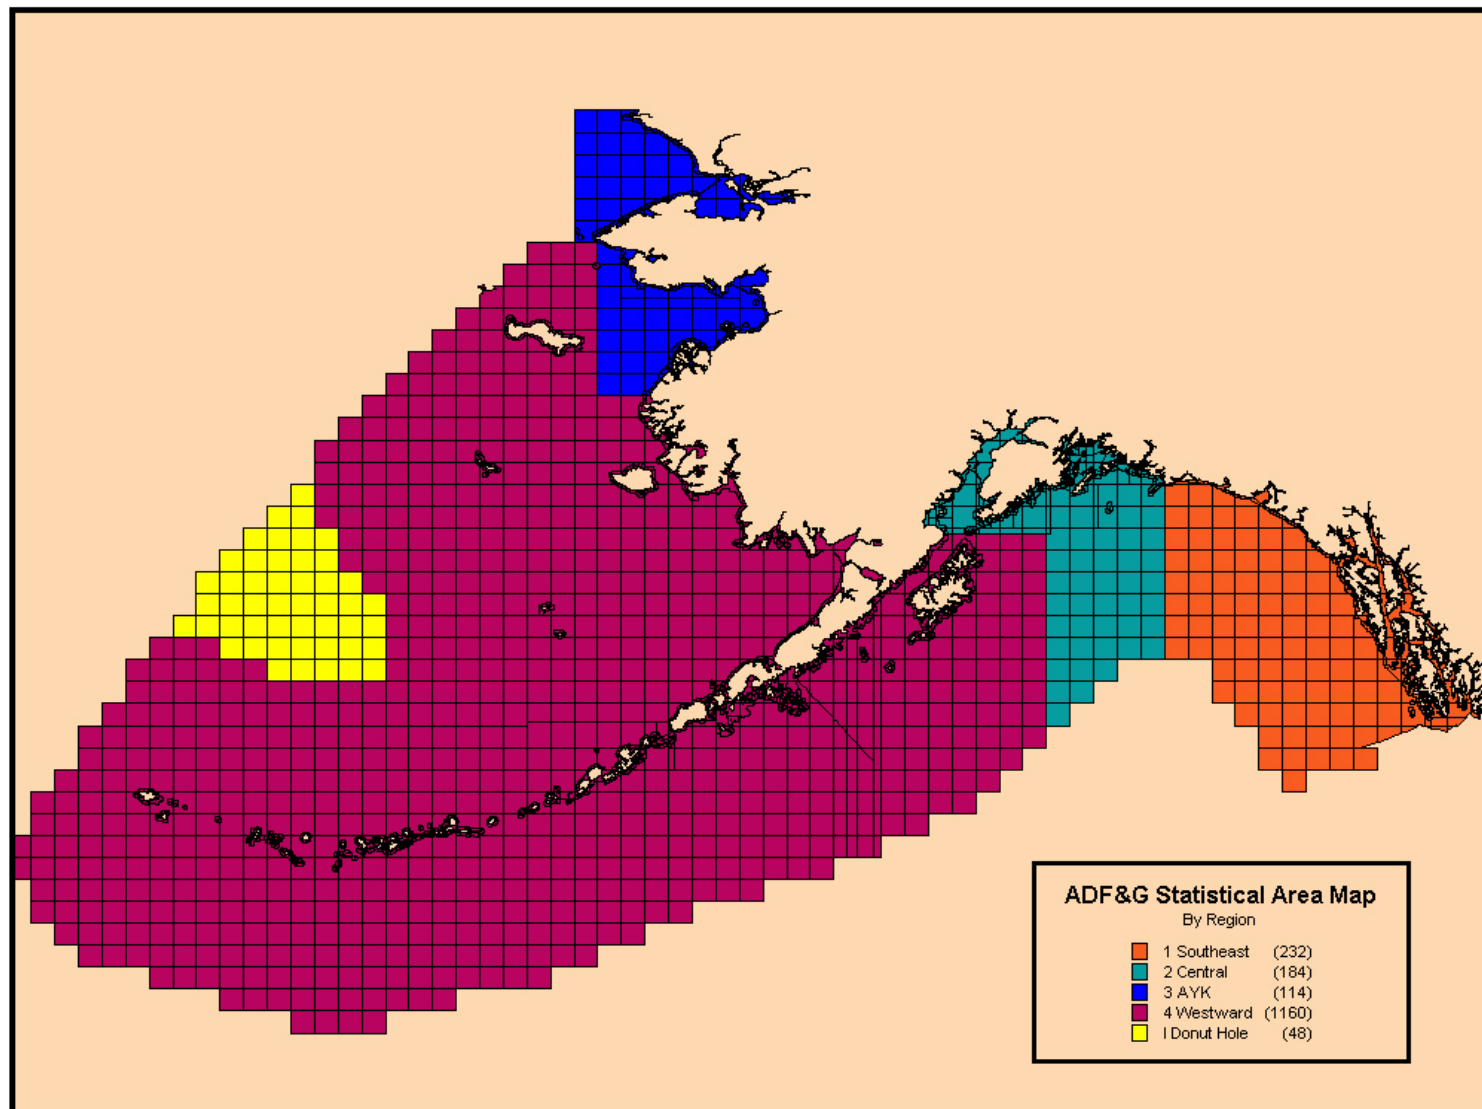 ADF&G Statistical Area Map
By Region
1 Southeast (232)
2 Central (184)
3 AYK (114)
4 Westward (1160)
I Donut Hole (48)